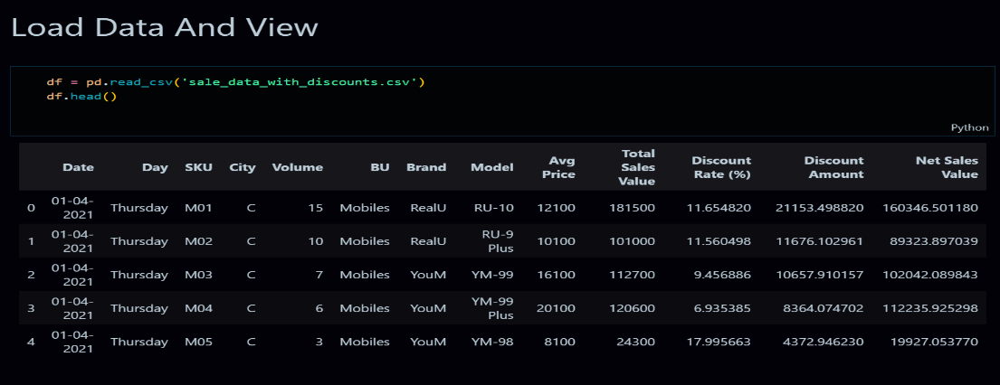 Load Data And View
df = pd.read_csv('sale_data_with_discounts.csv')
df.head()
Python
Date Day SKU City Volume BU Brand Model Avg Price Total Sales Value Discount Rate (%) Discount Amount Net Sales Value
0 01-04-2021 Thursday M01 C 15 Mobiles RealU RU-10 12100 181500 11.654820 21153.498820 160346.501180
1 01-04-2021 Thursday M02 C 10 Mobiles RealU RU-9 Plus 10100 101000 11.560498 11676.102961 89323.897039
2 01-04-2021 Thursday M03 C 7 Mobiles YouM YM-99 16100 112700 9.456886 10657.910157 102042.089843
3 01-04-2021 Thursday M04 C 6 Mobiles YouM YM-99 Plus 20100 120600 6.935385 8364.074702 112235.925298
4 01-04-2021 Thursday M05 C 3 Mobiles YouM YM-98 8100 24300 17.995663 4372.946230 19927.053770